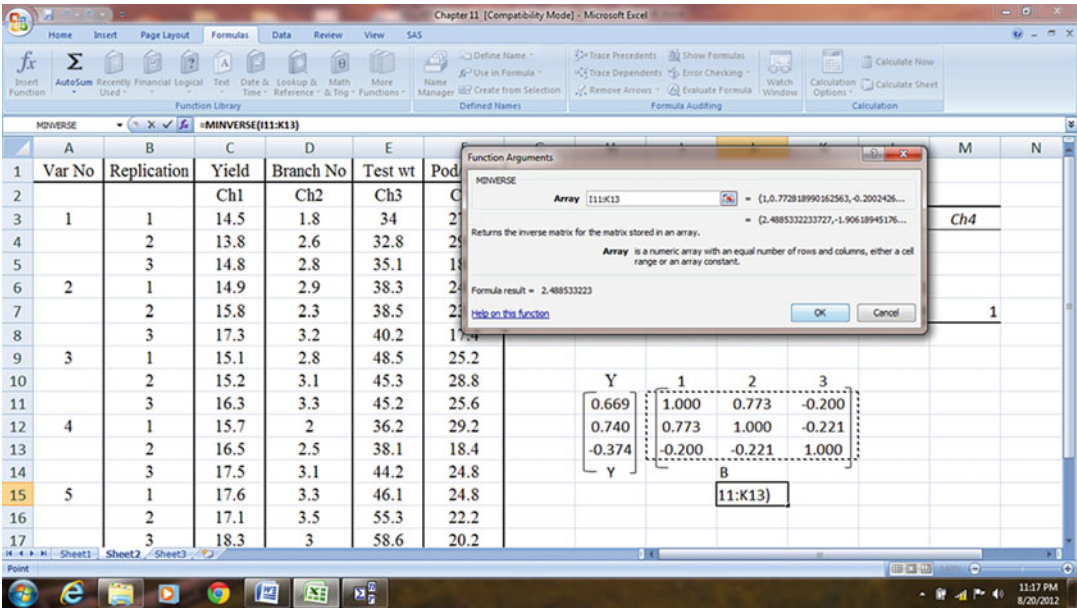 Chapter 11 [Compatibility Mode] - Microsoft Excel
Home Insert Page Layout Formulas Data Review View SAS
fx Insert Function
Σ AutoSum Recently Used Financial Logical Text Date & Time Lookup & Reference Math & Trig More Functions
Function Library
Name Manager Define Name Use in Formula Create from Selection
Defined Names
Trace Precedents Show Formulas
Trace Dependents Error Checking
Remove Arrows Evaluate Formula
Watch Window
Formula Auditing
Calculation Options Calculate Now Calculate Sheet
Calculation
MINVERSE fx =MINVERSE(I11:K13)
A B C D E M N
1 Var No Replication Yield Branch No Test wt Pod
2 Ch1 Ch2 Ch3 C
3 1 1 14.5 1.8 34 Ch4
4 2 13.8 2.6 32.8
5 3 14.8 2.8 35.1
6 2 1 14.9 2.9 38.3
7 2 15.8 2.3 38.5 1
8 3 17.3 3.2 40.2 17.4
Function Arguments
MINVERSE
Array I11:K13 = {1,0.772818990162563,-0.2002426...
= {2.4885332233727,-1.90618945176...
Returns the inverse matrix for the matrix stored in an array.
Array is a numeric array with an equal number of rows and columns, either a cell range or an array constant.
Formula result = 2.488533223
Help on this function
OK Cancel
9 3 1 15.1 2.8 48.5 25.2
10 2 15.2 3.1 45.3 28.8 Y 1 2 3
11 3 16.3 3.3 45.2 25.6 0.669 1.000 0.773 -0.200
12 4 1 15.7 2 36.2 29.2 0.740 0.773 1.000 -0.221
13 2 16.5 2.5 38.1 18.4 -0.374 -0.200 -0.221 1.000
14 3 17.5 3.1 44.2 24.8 Y B
15 5 1 17.6 3.3 46.1 24.8 11:K13)
16 2 17.1 3.5 55.3 22.2
17 3 18.3 3 58.6 20.2
Sheet1 Sheet2 Sheet3
Point
11:17 PM
8/20/2012